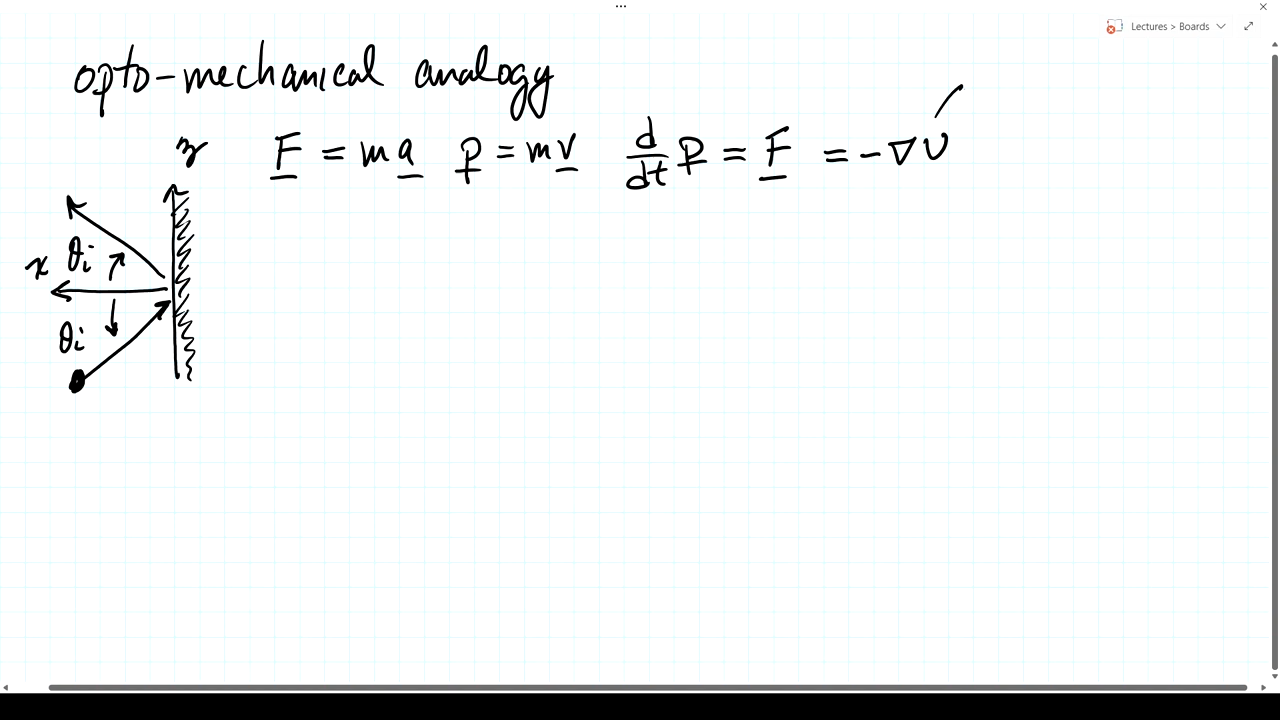 Lectures > Boards
opto-mechanical analogy
z F = ma p = mv d/dt p = F = -∇U
θi
x
θi